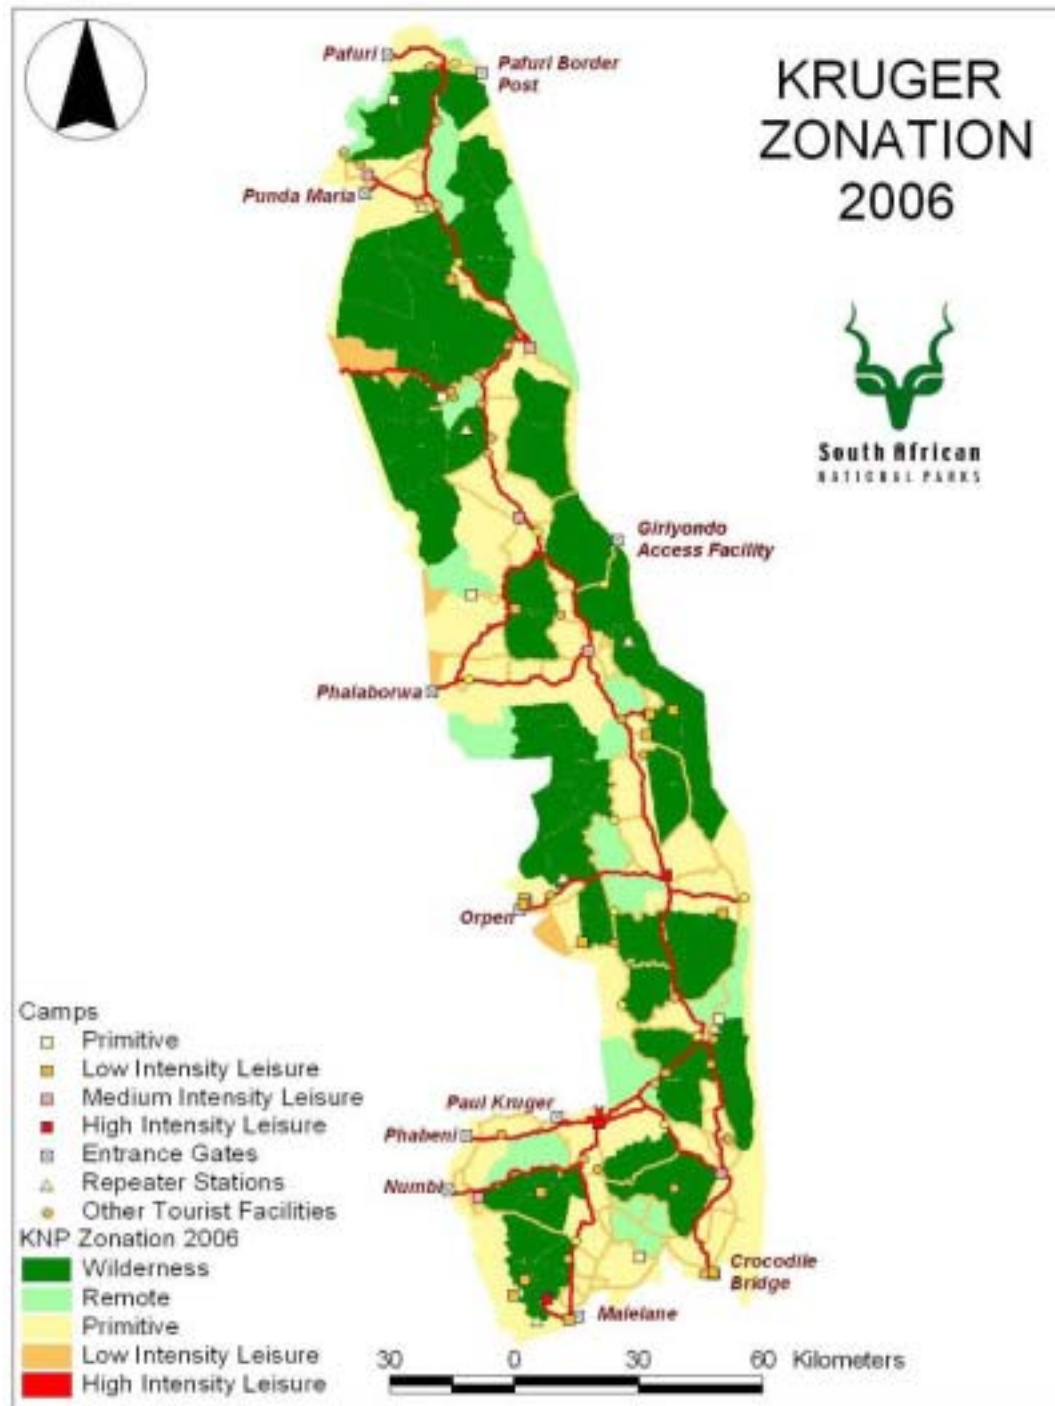 KRUGER
ZONATION
2006
South African
NATIONAL PARKS
Pafuri
Pafuri Border
Post
Punda Maria
Giriyondo
Access Facility
Phalaborwa
Orpen
Paul Kruger
Phabeni
Numbi
Crocodile
Bridge
Malelane
Camps
Primitive
Low Intensity Leisure
Medium Intensity Leisure
High Intensity Leisure
Entrance Gates
Repeater Stations
Other Tourist Facilities
KNP Zonation 2006
Wilderness
Remote
Primitive
Low Intensity Leisure
High Intensity Leisure
30 0 30 60 Kilometers